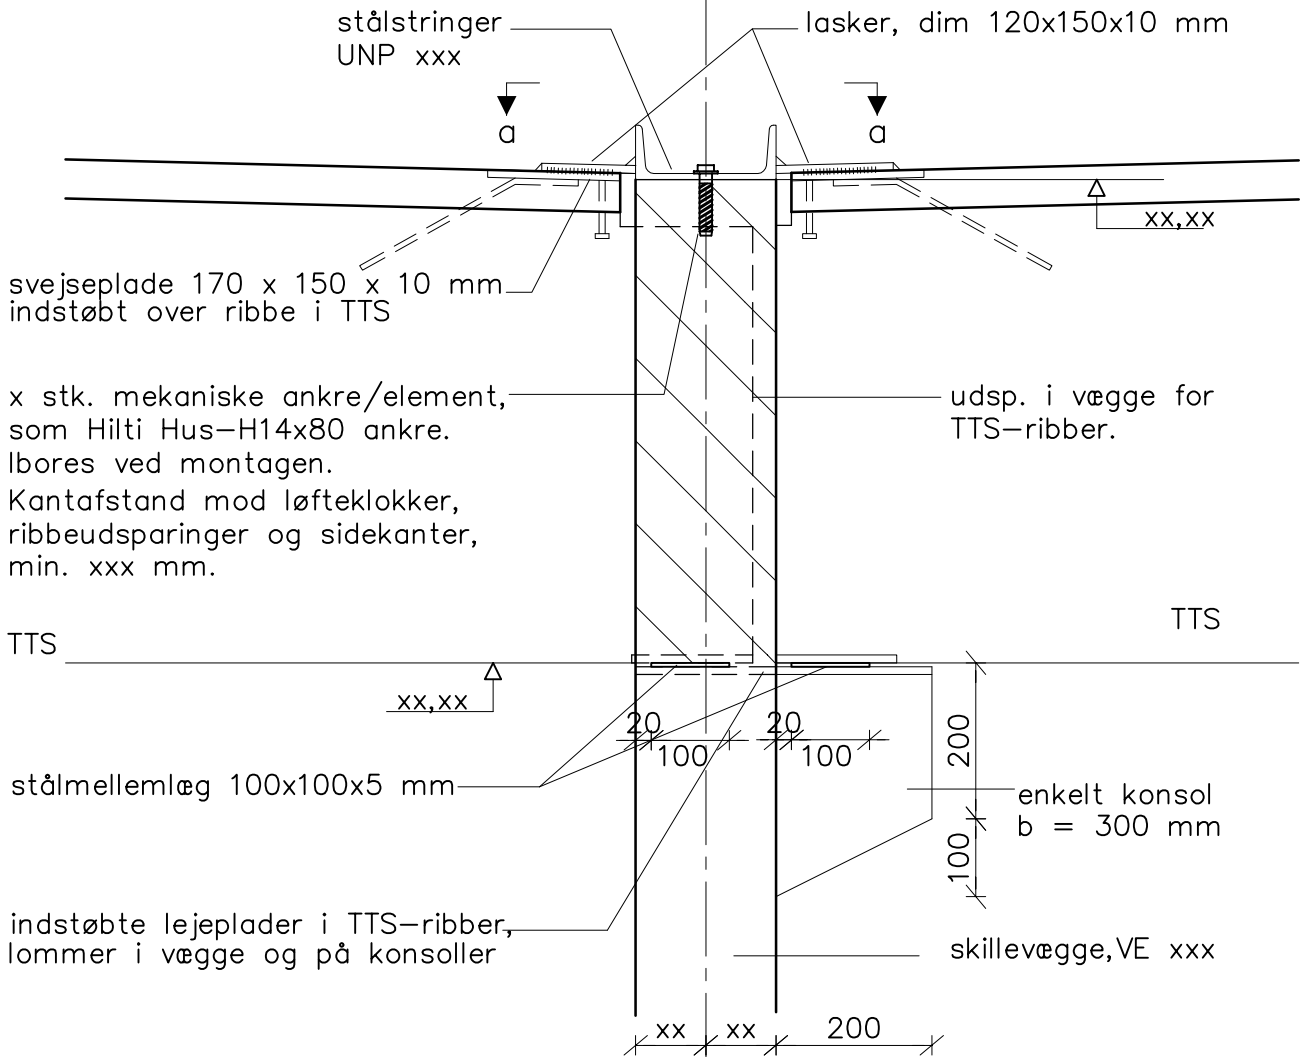 stålstringer
UNP xxx
lasker, dim 120x150x10 mm
a
a
xx,xx
svejseplade 170 x 150 x 10 mm
indstøbt over ribbe i TTS
x stk. mekaniske ankre/element,
som Hilti Hus-H14x80 ankre.
Ibores ved montagen.
Kantafstand mod løfteklokker,
ribbeudsparinger og sidekanter,
min. xxx mm.
udsp. i vægge for
TTS-ribber.
TTS
TTS
xx,xx
20
100
20
100
200
100
stålmellemlæg 100x100x5 mm
enkelt konsol
b = 300 mm
indstøbte lejeplader i TTS-ribber,
lommer i vægge og på konsoller
skillevægge,VE xxx
xx
xx
200